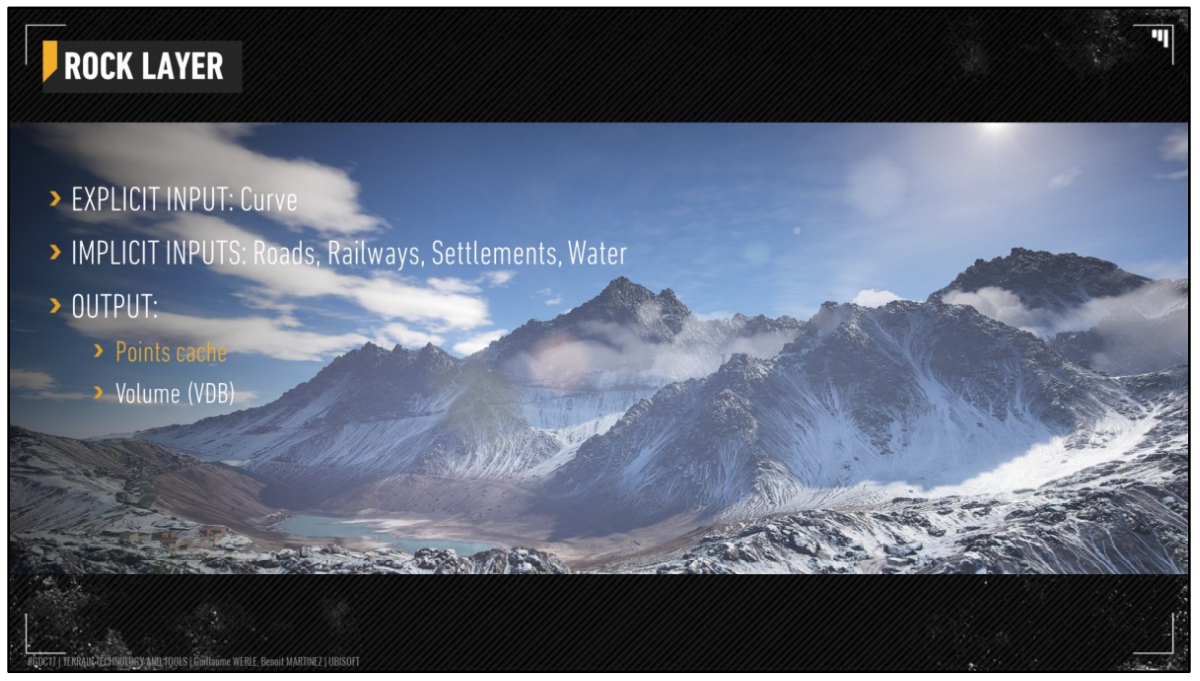 ROCK LAYER
› EXPLICIT INPUT: Curve
› IMPLICIT INPUTS: Roads, Railways, Settlements, Water
› OUTPUT:
› Points cache
› Volume (VDB)
#GDC17 | TERRAIN TECHNOLOGY AND TOOLS | Guillaume WERLE, Benoit MARTINEZ | UBISOFT